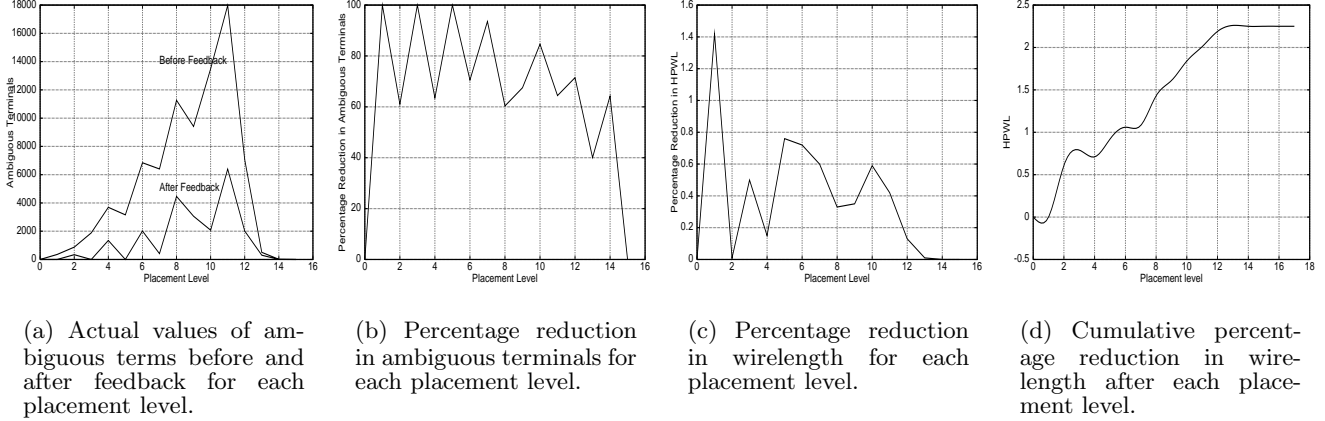 18000
16000
14000
12000
10000
8000
6000
4000
2000
0
Ambiguous Terminals
Before Feedback
After Feedback
0 2 4 6 8 10 12 14 16
Placement Level
100
80
60
40
20
0
Percentage Reduction in Ambiguous Terminals
0 2 4 6 8 10 12 14 16
Placement Level
1.6
1.4
1.2
1
0.8
0.6
0.4
0.2
0
Percentage Reduction in HPWL
0 2 4 6 8 10 12 14 16
Placement Level
2.5
2
1.5
1
0.5
0
-0.5
HPWL
0 2 4 6 8 10 12 14 16 18
Placement level
(a) Actual values of am-
biguous terms before and
after feedback for each
placement level.
(b) Percentage reduction
in ambiguous terminals for
each placement level.
(c) Percentage reduction
in wirelength for each
placement level.
(d) Cumulative percent-
age reduction in wire-
length after each place-
ment level.